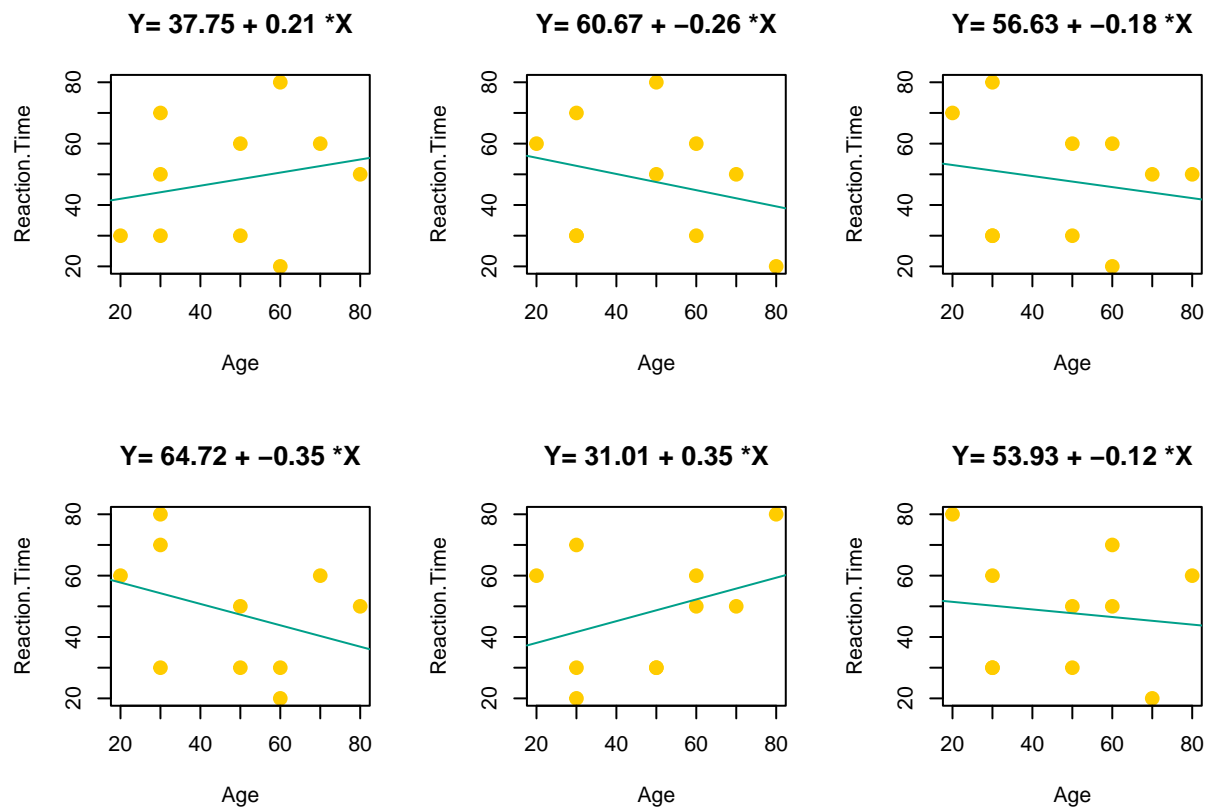 Y= 37.75 + 0.21 *X
Reaction.Time
80
60
40
20
20 40 60 80
Age
Y= 60.67 + −0.26 *X
Reaction.Time
80
60
40
20
20 40 60 80
Age
Y= 56.63 + −0.18 *X
Reaction.Time
80
60
40
20
20 40 60 80
Age
Y= 64.72 + −0.35 *X
Reaction.Time
80
60
40
20
20 40 60 80
Age
Y= 31.01 + 0.35 *X
Reaction.Time
80
60
40
20
20 40 60 80
Age
Y= 53.93 + −0.12 *X
Reaction.Time
80
60
40
20
20 40 60 80
Age